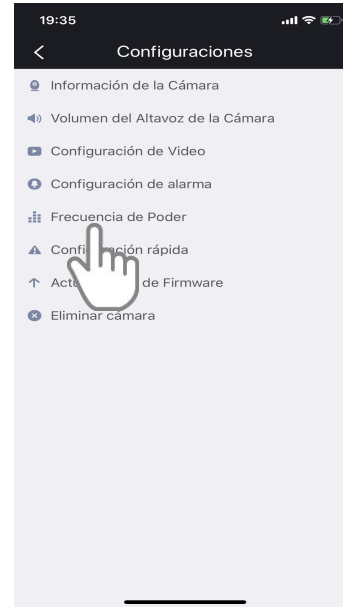 19:35
Configuraciones
Información de la Cámara
Volumen del Altavoz de la Cámara
Configuración de Video
Configuración de alarma
Frecuencia de Poder
rápida
de Firmware
Eliminar cámara